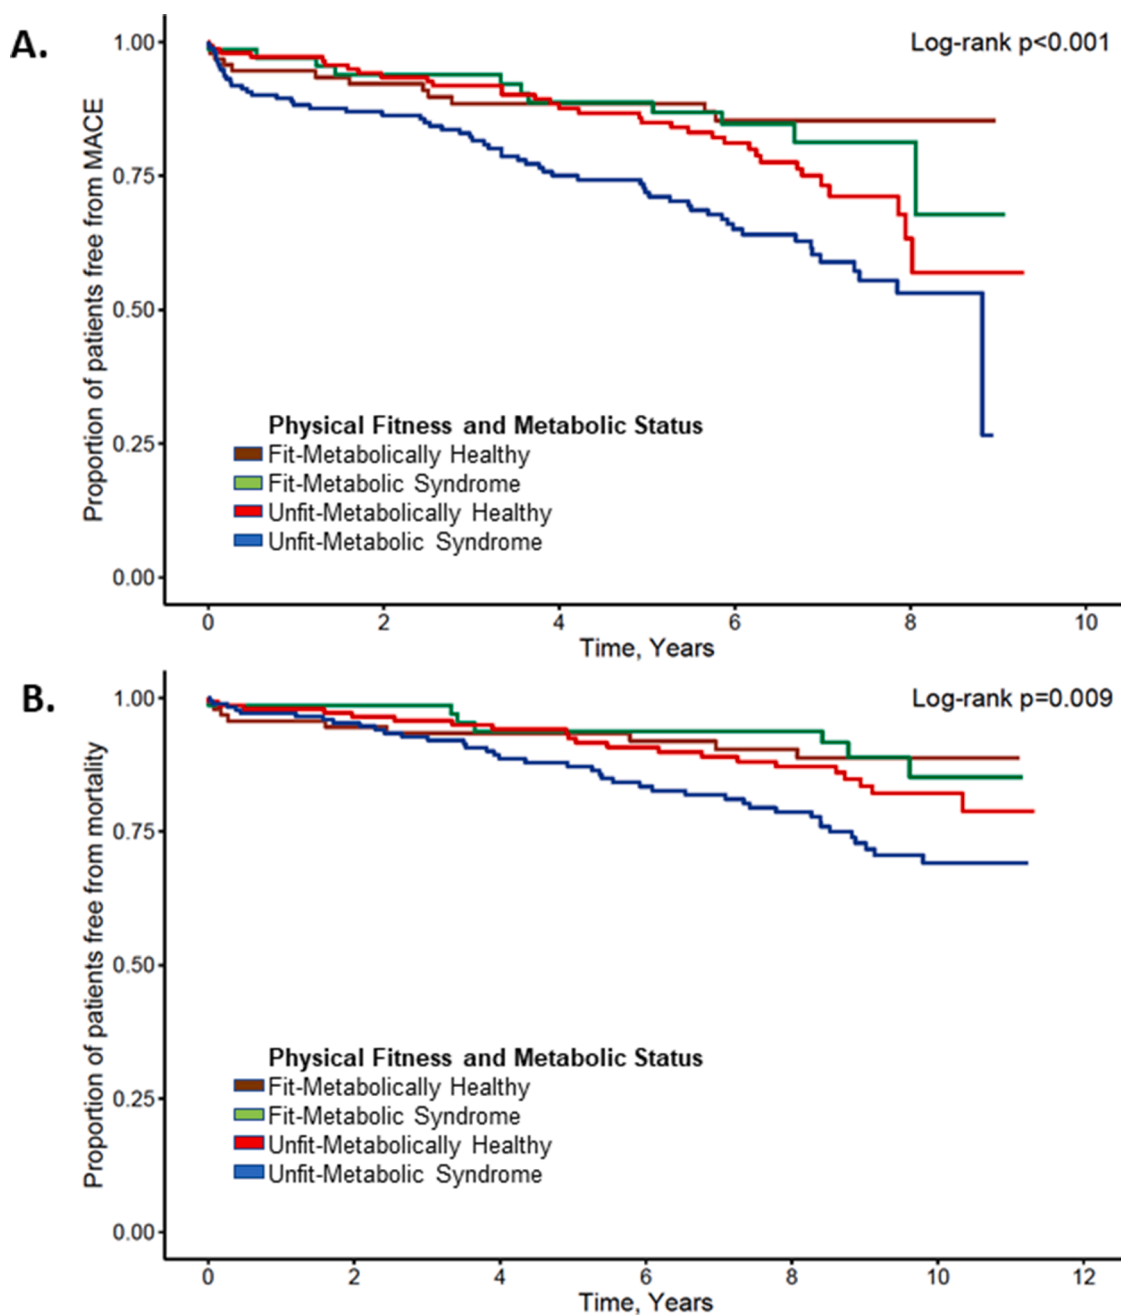 A.
Log-rank p<0.001
Proportion of patients free from MACE
1.00
0.75
0.50
0.25
0.00
Physical Fitness and Metabolic Status
Fit-Metabolically Healthy
Fit-Metabolic Syndrome
Unfit-Metabolically Healthy
Unfit-Metabolic Syndrome
0 2 4 6 8 10
Time, Years
B.
Log-rank p=0.009
Proportion of patients free from mortality
1.00
0.75
0.50
0.25
0.00
Physical Fitness and Metabolic Status
Fit-Metabolically Healthy
Fit-Metabolic Syndrome
Unfit-Metabolically Healthy
Unfit-Metabolic Syndrome
0 2 4 6 8 10 12
Time, Years